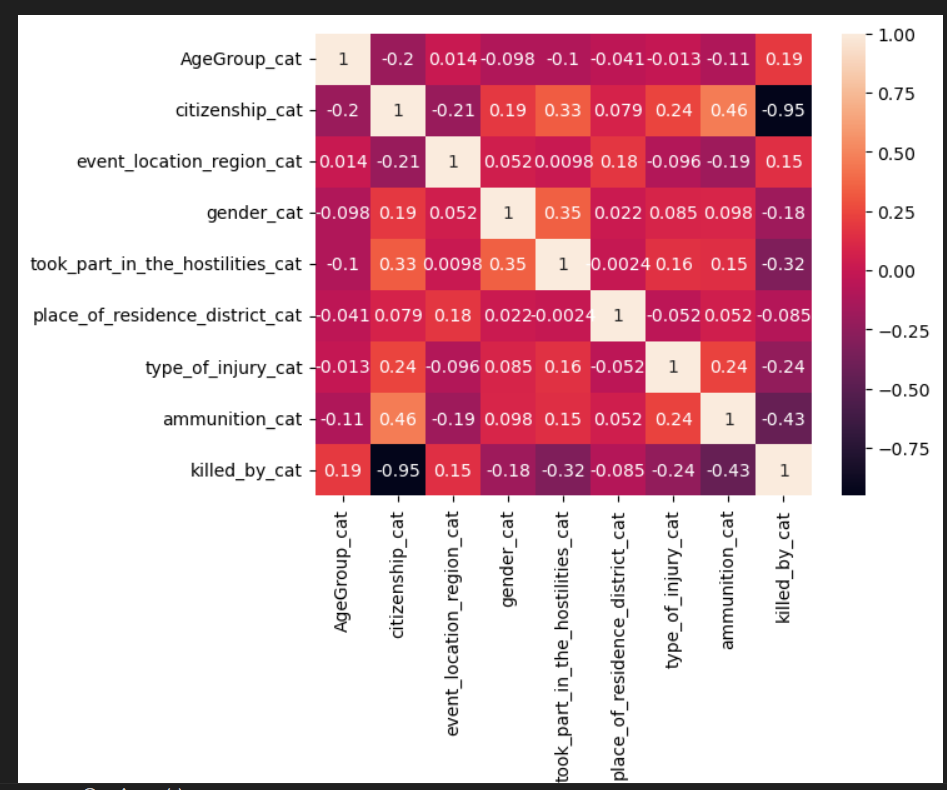 AgeGroup_cat 1 -0.2 0.014 -0.098 -0.1 -0.041 -0.013 -0.11 0.19
citizenship_cat -0.2 1 -0.21 0.19 0.33 0.079 0.24 0.46 -0.95
event_location_region_cat 0.014 -0.21 1 0.052 0.0098 0.18 -0.096 -0.19 0.15
gender_cat -0.098 0.19 0.052 1 0.35 0.022 0.085 0.098 -0.18
took_part_in_the_hostilities_cat -0.1 0.33 0.0098 0.35 1 0.0024 0.16 0.15 -0.32
place_of_residence_district_cat -0.041 0.079 0.18 0.022 -0.0024 1 -0.052 0.052 -0.085
type_of_injury_cat -0.013 0.24 -0.096 0.085 0.16 -0.052 1 0.24 -0.24
ammunition_cat -0.11 0.46 -0.19 0.098 0.15 0.052 0.24 1 -0.43
killed_by_cat 0.19 -0.95 0.15 -0.18 -0.32 -0.085 -0.24 -0.43 1
AgeGroup_cat
citizenship_cat
event_location_region_cat
gender_cat
took_part_in_the_hostilities_cat
place_of_residence_district_cat
type_of_injury_cat
ammunition_cat
killed_by_cat
1.00
0.75
0.50
0.25
0.00
−0.25
−0.50
−0.75